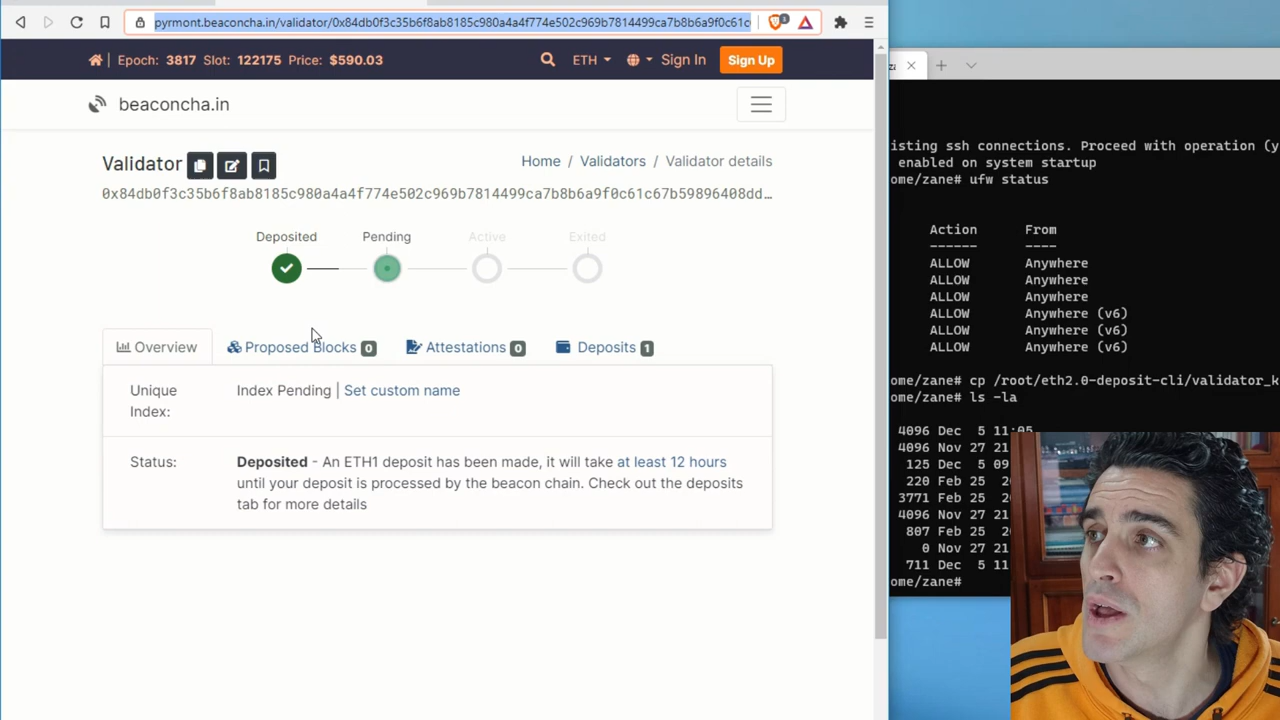 pyrmont.beaconcha.in/validator/0x84db0f3c35b6f8ab8185c980a4a4f774e502c969b7814499ca7b8b6a9f0c61c
3
Epoch: 3817 Slot: 122175 Price: $590.03 ETH Sign In Sign Up
beaconcha.in
Validator
Home / Validators / Validator details
0x84db0f3c35b6f8ab8185c980a4a4f774e502c969b7814499ca7b8b6a9f0c61c67b59896408dd…
Deposited Pending Active Exited
Overview Proposed Blocks 0 Attestations 0 Deposits 1
Unique Index: Index Pending | Set custom name
Status: Deposited - An ETH1 deposit has been made, it will take at least 12 hours
until your deposit is processed by the beacon chain. Check out the deposits
tab for more details
isting ssh connections. Proceed with operation (y
enabled on system startup
ome/zane# ufw status
Action From
------ ----
ALLOW Anywhere
ALLOW Anywhere
ALLOW Anywhere
ALLOW Anywhere (v6)
ALLOW Anywhere (v6)
ALLOW Anywhere (v6)
ome/zane# cp /root/eth2.0-deposit-cli/validator_k
ome/zane# ls -la
4096 Dec 5 11:05
4096 Nov 27 21
125 Dec 5 09
220 Feb 25 20
3771 Feb 25 20
4096 Nov 27 21
807 Feb 25 20
0 Nov 27 21
711 Dec 5 11
ome/zane#